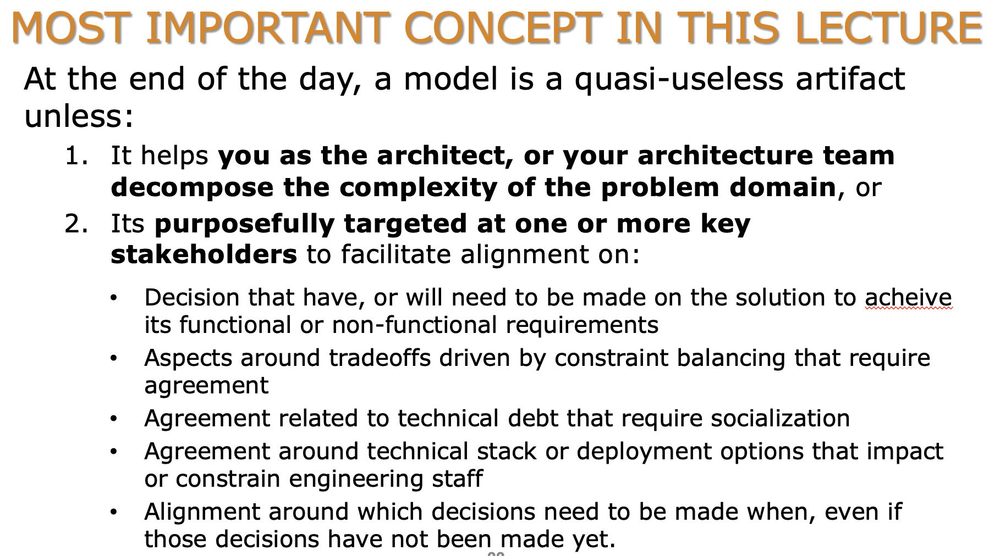 MOST IMPORTANT CONCEPT IN THIS LECTURE
At the end of the day, a model is a quasi-useless artifact
unless:
1. It helps you as the architect, or your architecture team
decompose the complexity of the problem domain, or
2. Its purposefully targeted at one or more key
stakeholders to facilitate alignment on:
• Decision that have, or will need to be made on the solution to acheive
its functional or non-functional requirements
• Aspects around tradeoffs driven by constraint balancing that require
agreement
• Agreement related to technical debt that require socialization
• Agreement around technical stack or deployment options that impact
or constrain engineering staff
• Alignment around which decisions need to be made when, even if
those decisions have not been made yet.